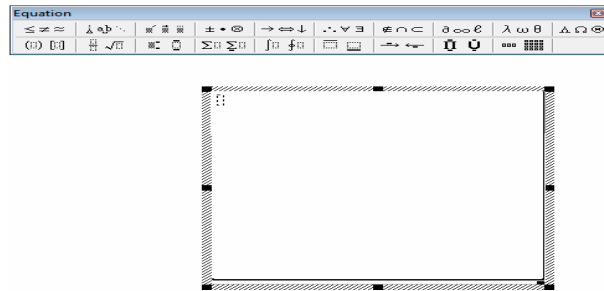 Equation
≤ ≠ ≈ ⅄ a͎b ⋱ ± • ⊗ → ⇔ ↓ ∴ ∀ ∃ ∉ ∩ ⊂ ∂ ∞ ℓ λ ω θ Λ Ω ⊛
(▫) [▫] √▫ Σ▫ Σ▫ ∫▫ ∮▫ → ← Π Ụ